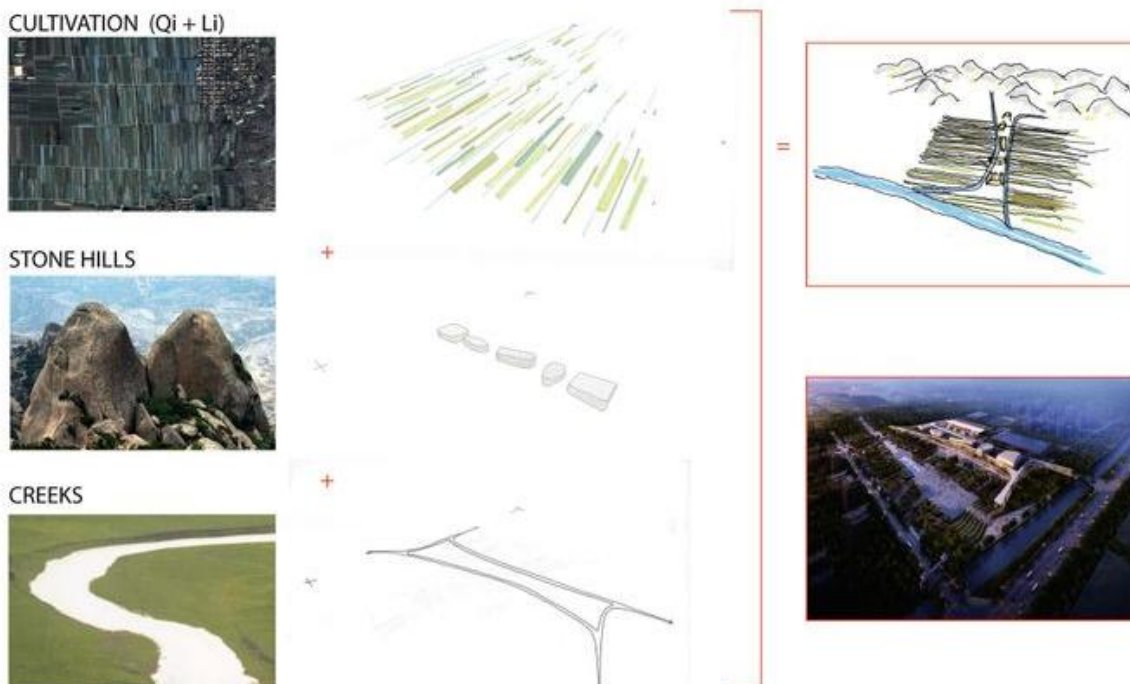 CULTIVATION (Qi + Li)
+
=
STONE HILLS
+
CREEKS